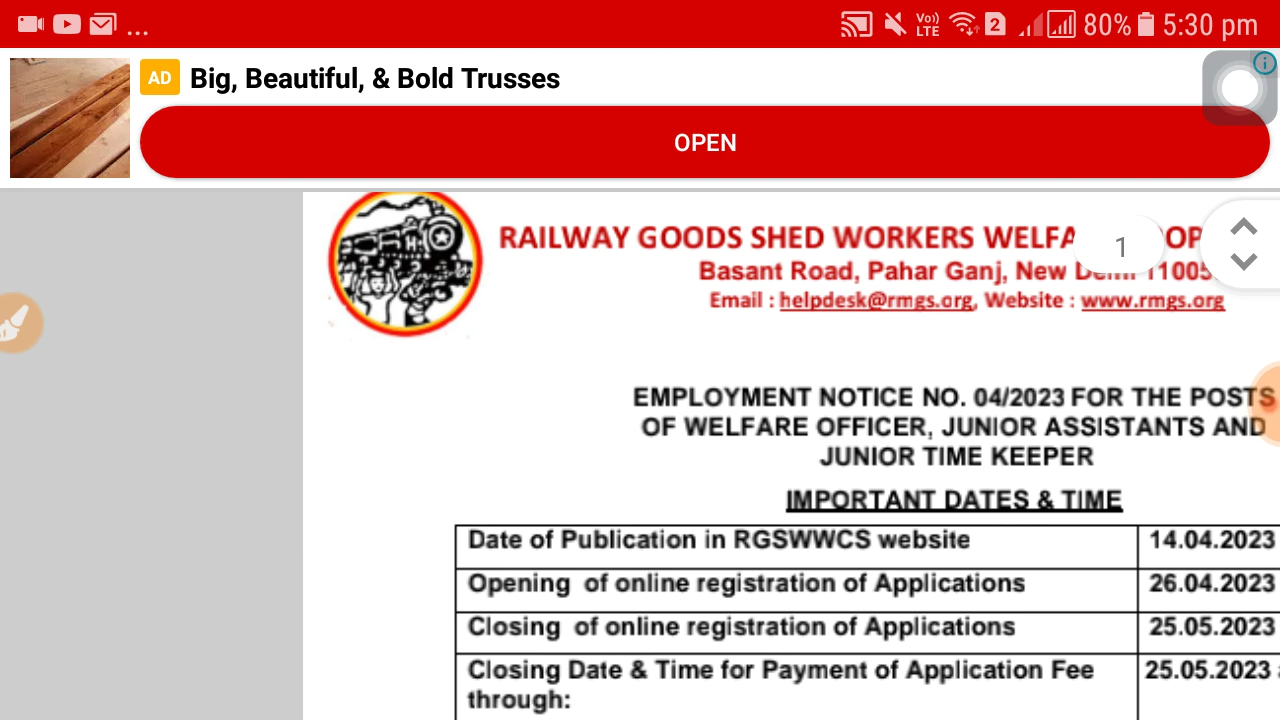 ... Vo)) LTE 2 80% 5:30 pm
AD Big, Beautiful, & Bold Trusses
OPEN
RAILWAY GOODS SHED WORKERS OP
1
Basant Road, Pahar Ganj, New
Email : helpdesk@rmgs.org, Website : www.rmgs.org
EMPLOYMENT NOTICE NO. 04/2023 FOR THE POSTS
OF WELFARE OFFICER, JUNIOR ASSISTANTS AND
JUNIOR TIME KEEPER
IMPORTANT DATES & TIME
Date of Publication in RGSWWCS website 14.04.2023
Opening of online registration of Applications 26.04.2023
Closing of online registration of Applications 25.05.2023
Closing Date & Time for Payment of Application Fee 25.05.2023
through: